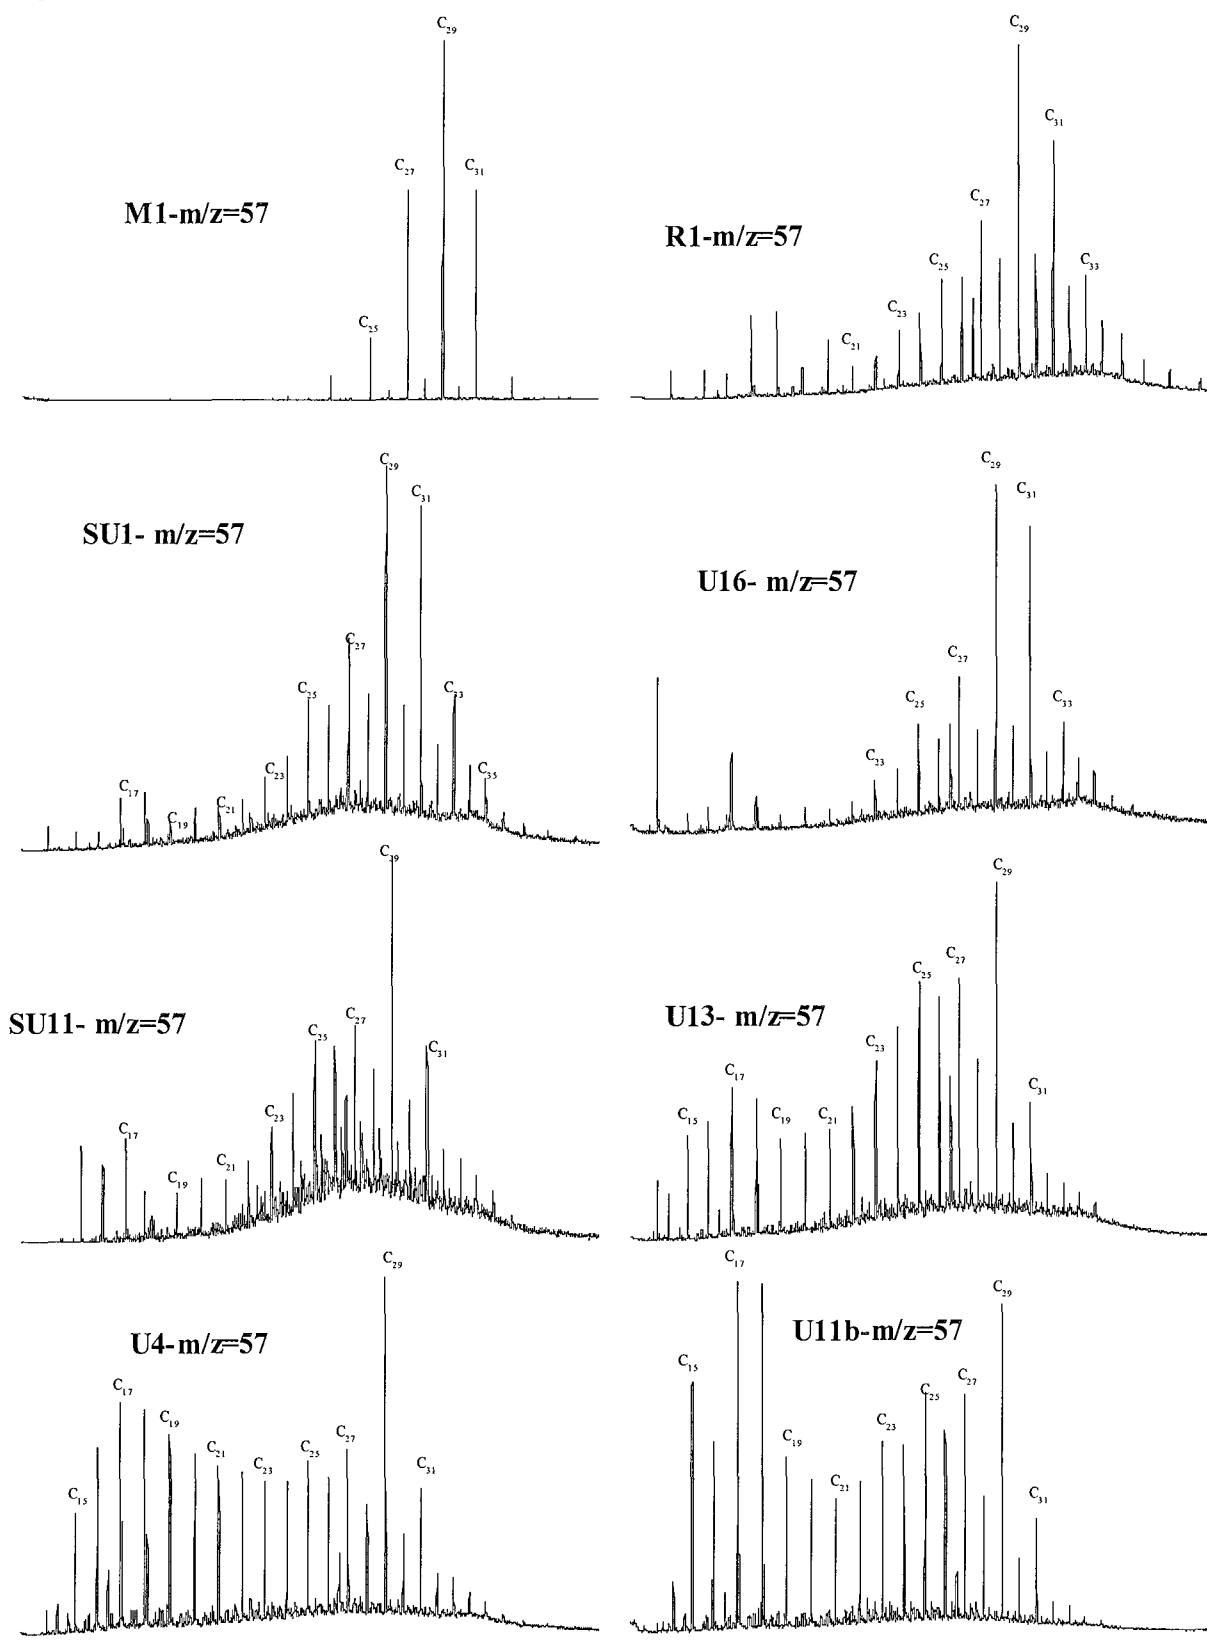 C₂₉
C₂₇
C₃₁
M1-m/z=57
C₂₅
C₂₉
C₃₁
C₂₇
R1-m/z=57
C₂₅
C₃₃
C₂₃
C₂₁
C₂₉
C₃₁
SU1- m/z=57
C₂₇
C₂₅
C₃₃
C₂₃
C₃₅
C₁₇
C₂₁
C₁₉
C₂₉
C₃₁
U16- m/z=57
C₂₇
C₂₅
C₃₃
C₂₃
C₂₉
SU11- m/z=57
C₂₇
C₂₅
C₃₁
C₂₃
C₁₇
C₂₁
C₁₉
C₂₉
C₂₇
C₂₅
U13- m/z=57
C₂₃
C₁₇
C₃₁
C₁₅
C₁₉
C₂₁
C₂₉
U4-m/z=57
C₁₇
C₁₉
C₂₇
C₂₁
C₂₅
C₂₃
C₃₁
C₁₅
C₁₇
C₂₉
U11b-m/z=57
C₁₅
C₂₇
C₂₅
C₂₃
C₁₉
C₂₁
C₃₁